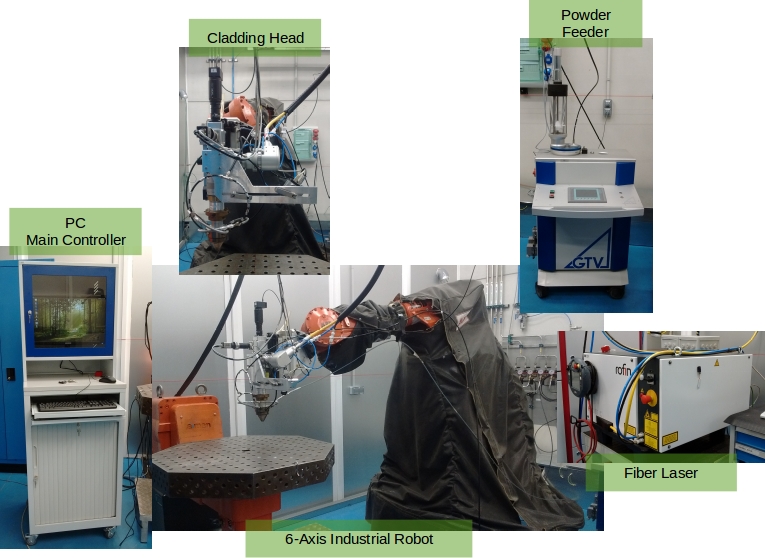 Powder
Feeder
Cladding Head
PC
Main Controller
GTV
rofin
Fiber Laser
6-Axis Industrial Robot